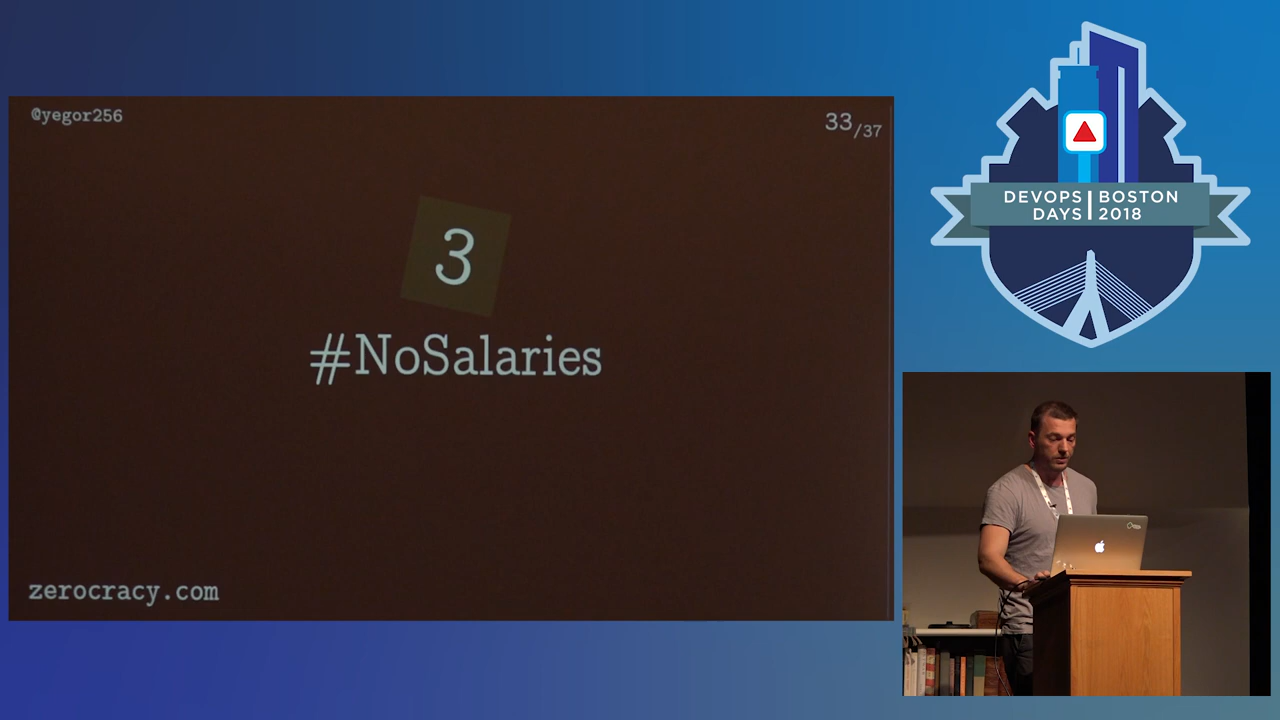 @yegor256
33/37
3
#NoSalaries
zerocracy.com
DEVOPS DAYS
BOSTON 2018